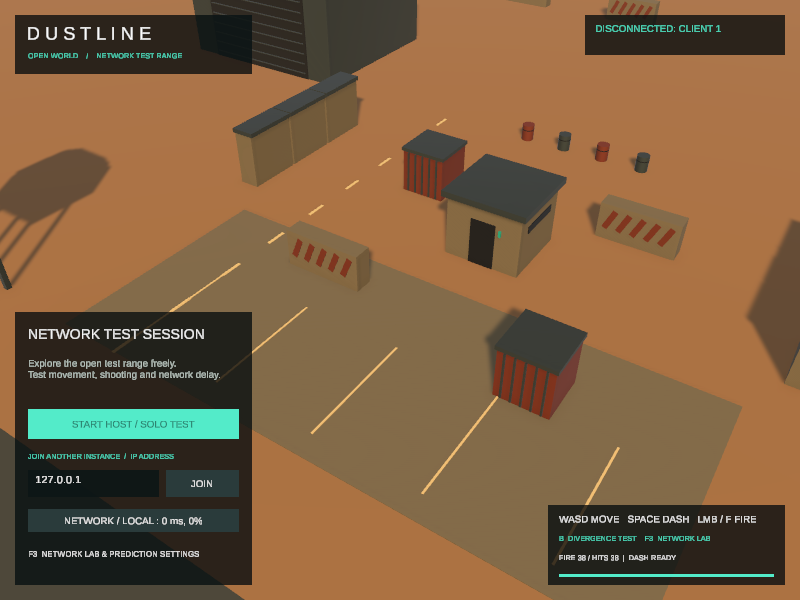 DUSTLINE
OPEN WORLD / NETWORK TEST RANGE
DISCONNECTED: CLIENT 1
NETWORK TEST SESSION
Explore the open test range freely.
Test movement, shooting and network delay.
START HOST / SOLO TEST
JOIN ANOTHER INSTANCE / IP ADDRESS
127.0.0.1
JOIN
NETWORK / LOCAL : 0 ms, 0%
F3 NETWORK LAB & PREDICTION SETTINGS
WASD MOVE SPACE DASH LMB / F FIRE
B DIVERGENCE TEST F3 NETWORK LAB
FIRE 38 / HITS 38 | DASH READY